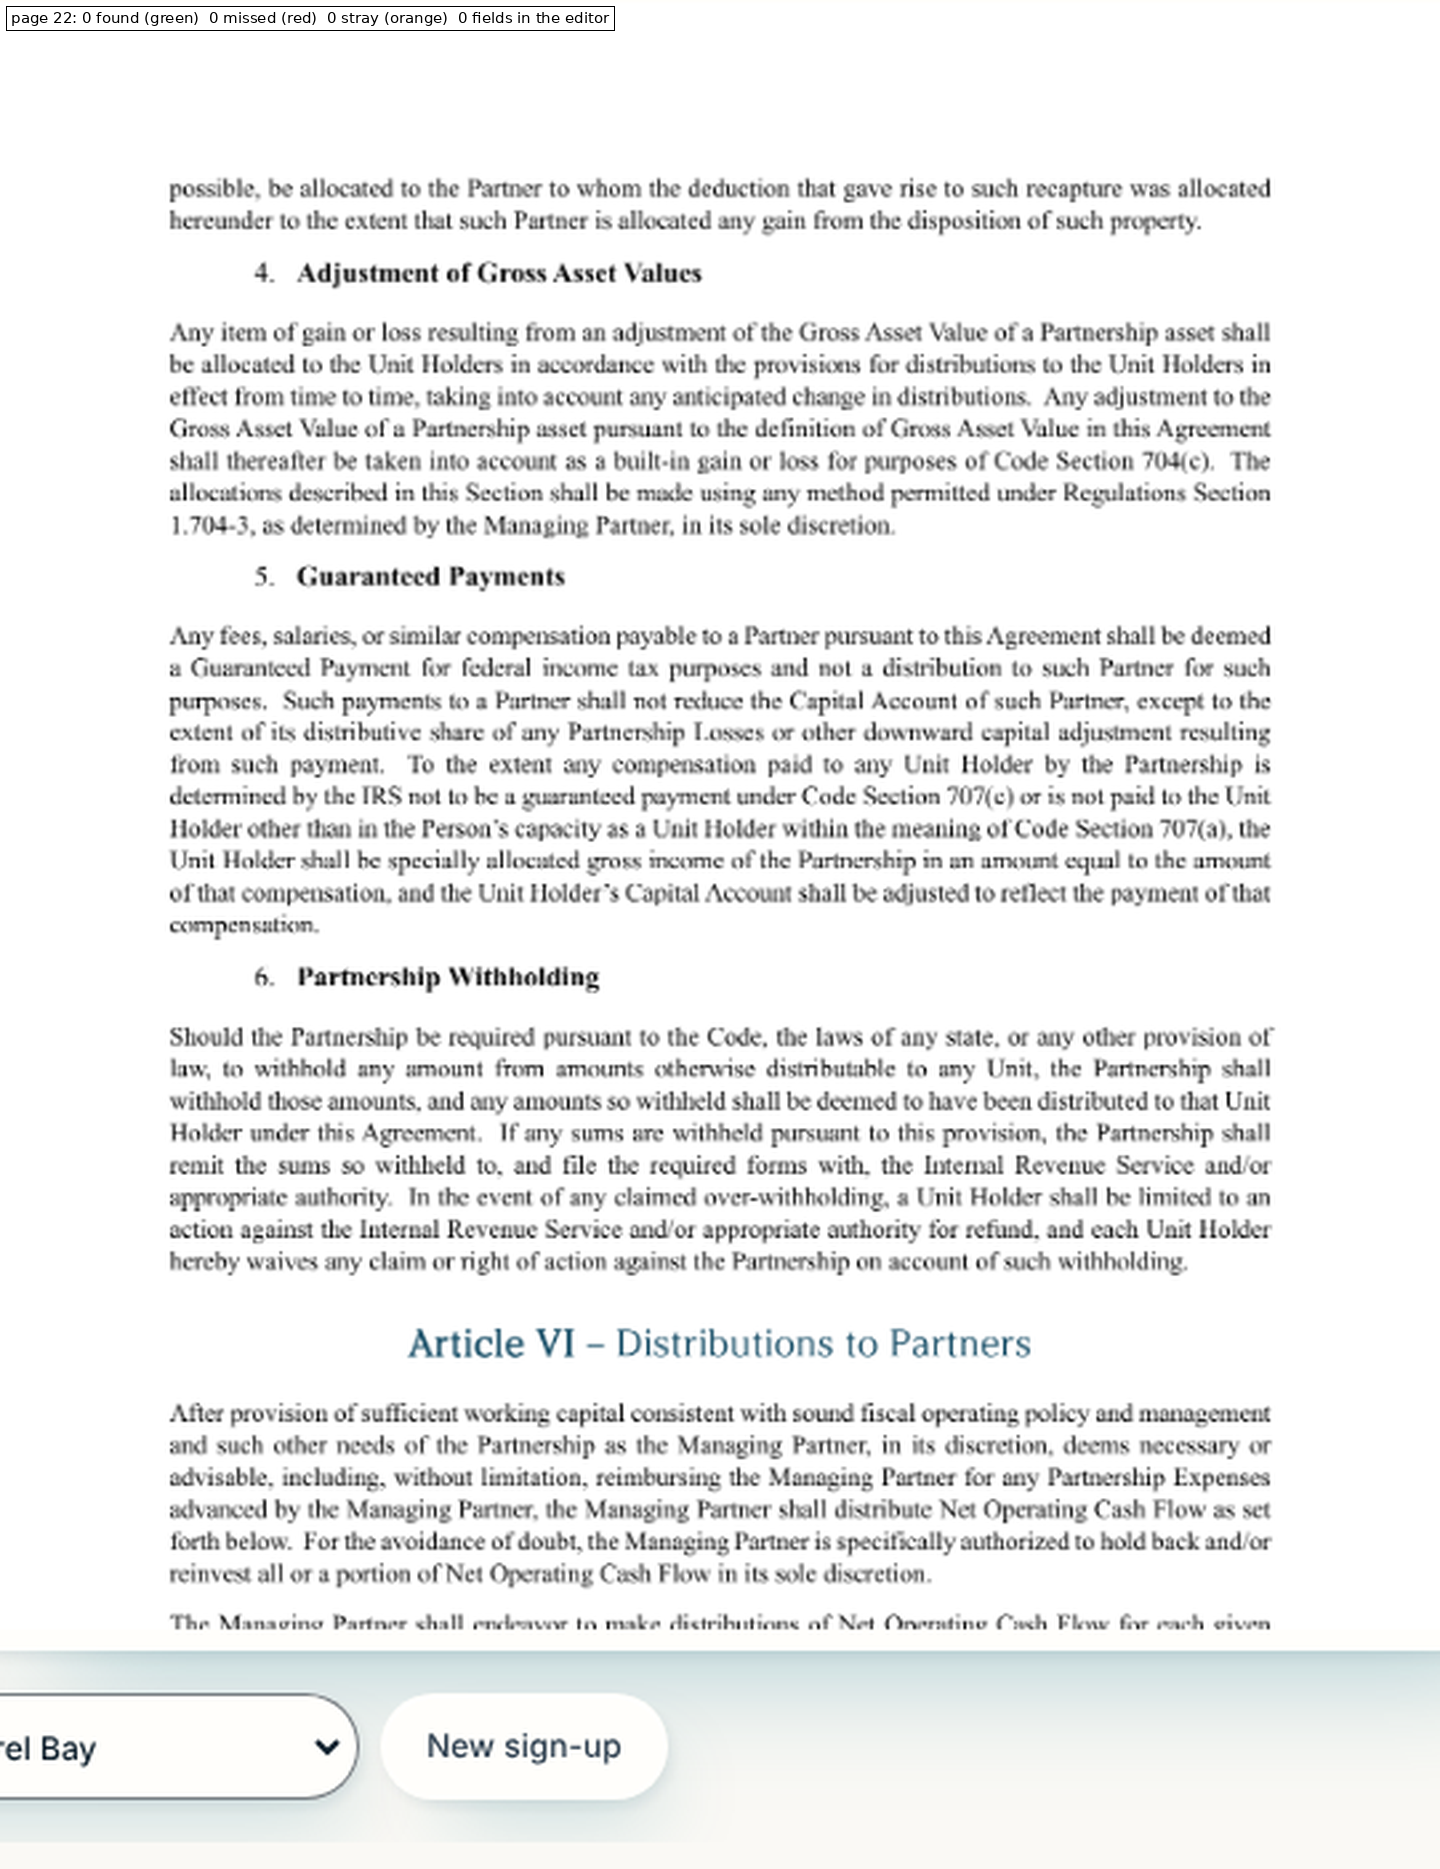 page 22: 0 found (green)  0 missed (red)  0 stray (orange)  0 fields in the editor
possible, be allocated to the Partner to whom the deduction that gave rise to such recapture was allocated
hereunder to the extent that such Partner is allocated any gain from the disposition of such property.
4. Adjustment of Gross Asset Values
Any item of gain or loss resulting from an adjustment of the Gross Asset Value of a Partnership asset shall
be allocated to the Unit Holders in accordance with the provisions for distributions to the Unit Holders in
effect from time to time, taking into account any anticipated change in distributions.  Any adjustment to the
Gross Asset Value of a Partnership asset pursuant to the definition of Gross Asset Value in this Agreement
shall thereafter be taken into account as a built-in gain or loss for purposes of Code Section 704(c).  The
allocations described in this Section shall be made using any method permitted under Regulations Section
1.704-3, as determined by the Managing Partner, in its sole discretion.
5. Guaranteed Payments
Any fees, salaries, or similar compensation payable to a Partner pursuant to this Agreement shall be deemed
a Guaranteed Payment for federal income tax purposes and not a distribution to such Partner for such
purposes.  Such payments to a Partner shall not reduce the Capital Account of such Partner, except to the
extent of its distributive share of any Partnership Losses or other downward capital adjustment resulting
from such payment.  To the extent any compensation paid to any Unit Holder by the Partnership is
determined by the IRS not to be a guaranteed payment under Code Section 707(c) or is not paid to the Unit
Holder other than in the Person's capacity as a Unit Holder within the meaning of Code Section 707(a), the
Unit Holder shall be specially allocated gross income of the Partnership in an amount equal to the amount
of that compensation, and the Unit Holder's Capital Account shall be adjusted to reflect the payment of that
compensation.
6. Partnership Withholding
Should the Partnership be required pursuant to the Code, the laws of any state, or any other provision of
law, to withhold any amount from amounts otherwise distributable to any Unit, the Partnership shall
withhold those amounts, and any amounts so withheld shall be deemed to have been distributed to that Unit
Holder under this Agreement.  If any sums are withheld pursuant to this provision, the Partnership shall
remit the sums so withheld to, and file the required forms with, the Internal Revenue Service and/or
appropriate authority.  In the event of any claimed over-withholding, a Unit Holder shall be limited to an
action against the Internal Revenue Service and/or appropriate authority for refund, and each Unit Holder
hereby waives any claim or right of action against the Partnership on account of such withholding.
Article VI – Distributions to Partners
After provision of sufficient working capital consistent with sound fiscal operating policy and management
and such other needs of the Partnership as the Managing Partner, in its discretion, deems necessary or
advisable, including, without limitation, reimbursing the Managing Partner for any Partnership Expenses
advanced by the Managing Partner, the Managing Partner shall distribute Net Operating Cash Flow as set
forth below.  For the avoidance of doubt, the Managing Partner is specifically authorized to hold back and/or
reinvest all or a portion of Net Operating Cash Flow in its sole discretion.
The Managing Partner shall endeavor to make distributions of Net Operating Cash Flow for each given
rel Bay
New sign-up